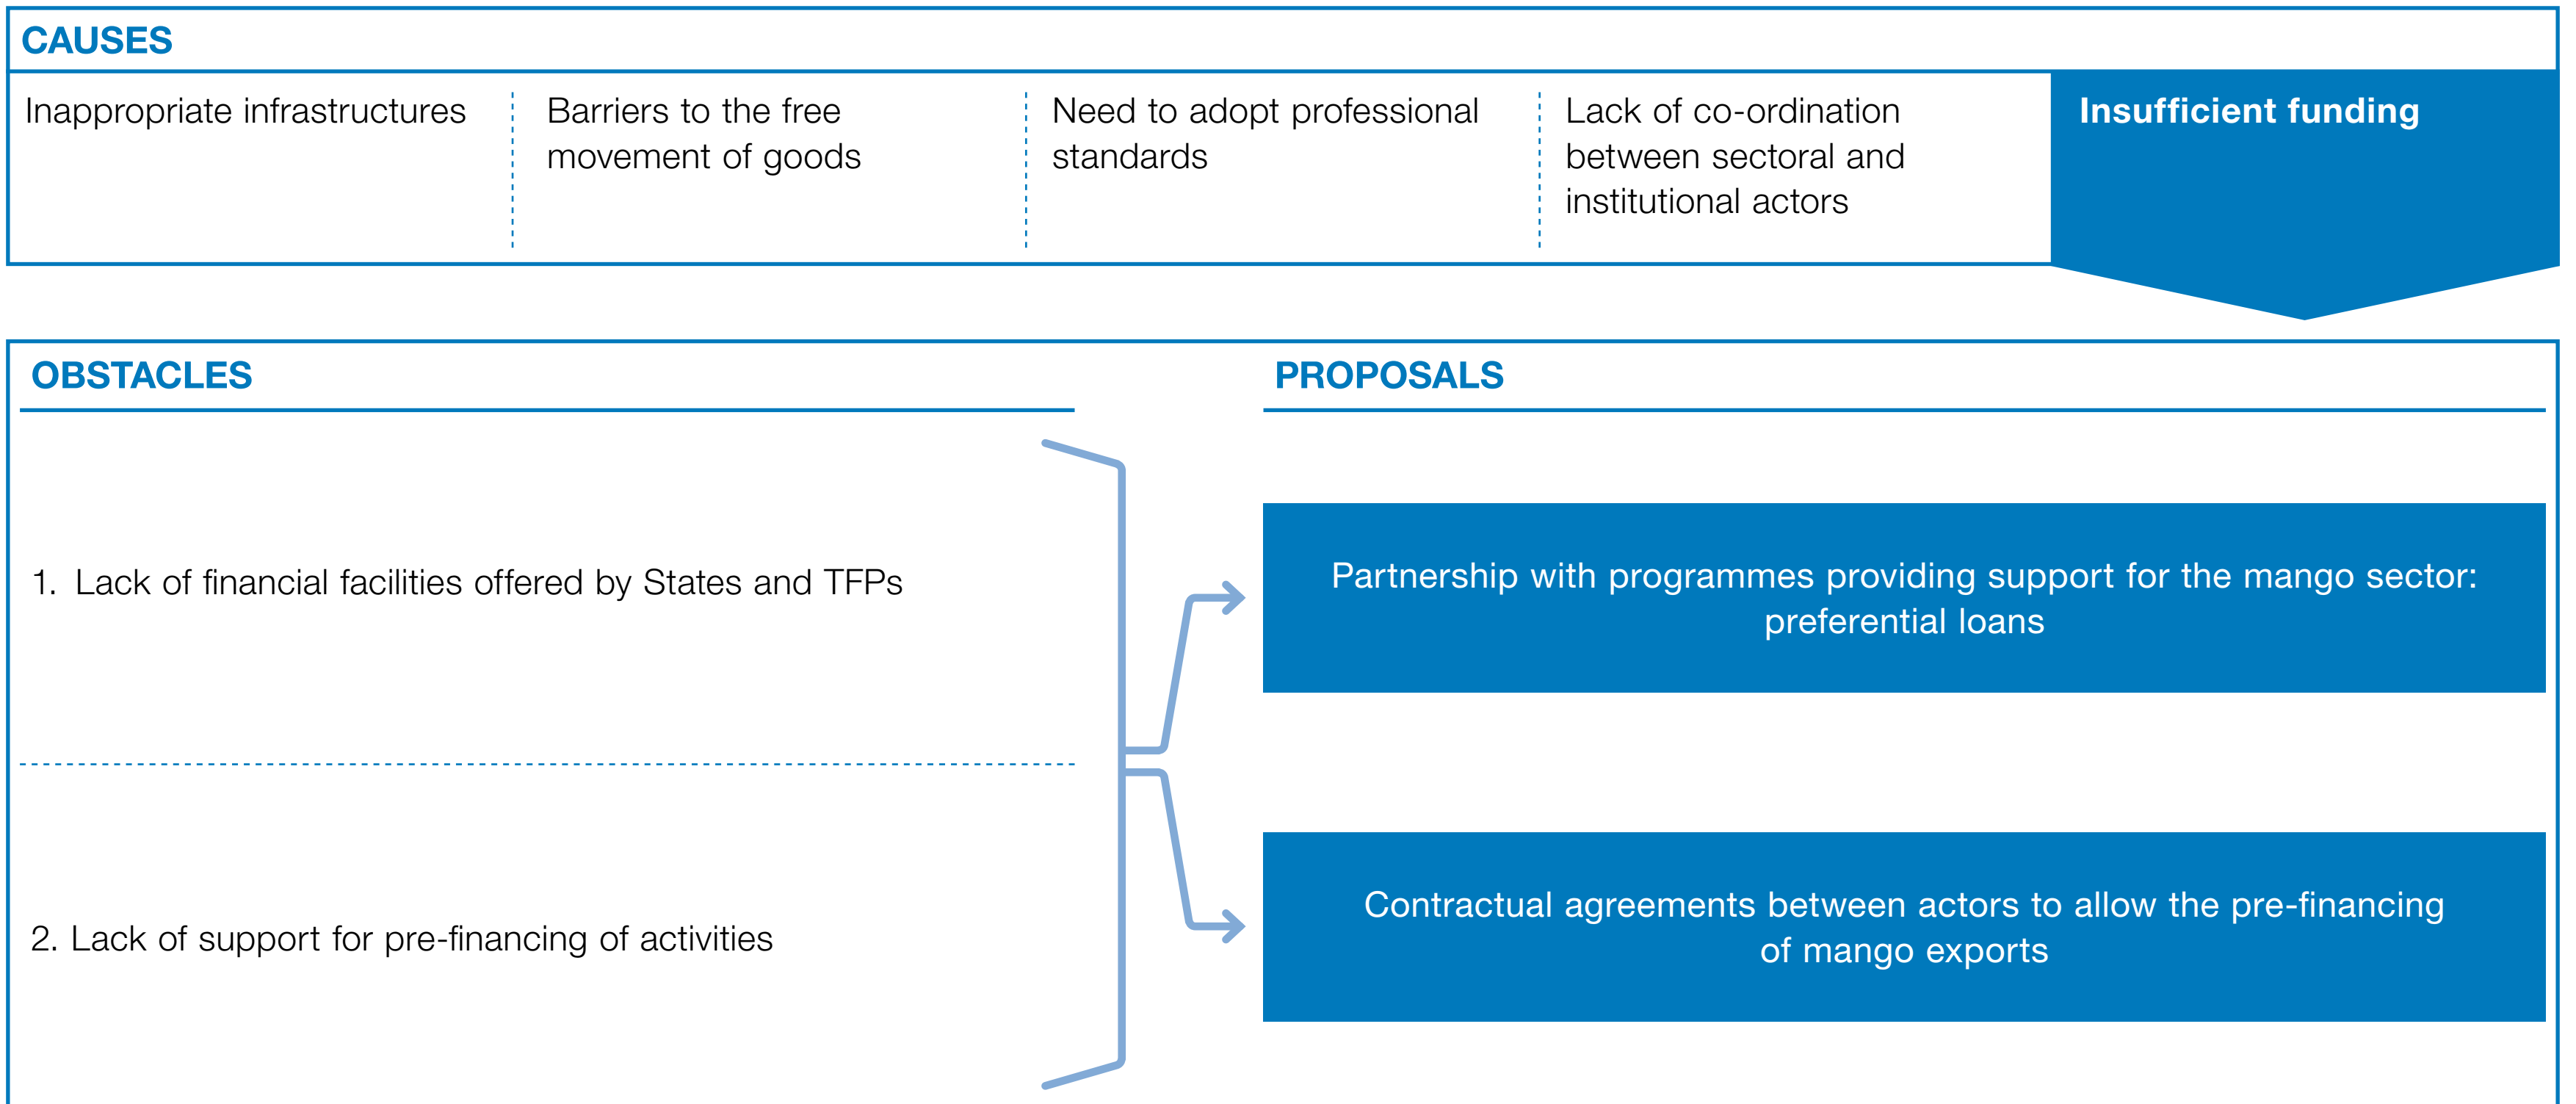 CAUSES
Inappropriate infrastructures
Barriers to the free
movement of goods
Need to adopt professional
standards
Lack of co-ordination
between sectoral and
institutional actors
Insufficient funding
OBSTACLES
1. Lack of financial facilities offered by States and TFPs
2. Lack of support for pre-financing of activities
PROPOSALS
Partnership with programmes providing support for the mango sector:
preferential loans
Contractual agreements between actors to allow the pre-financing
of mango exports